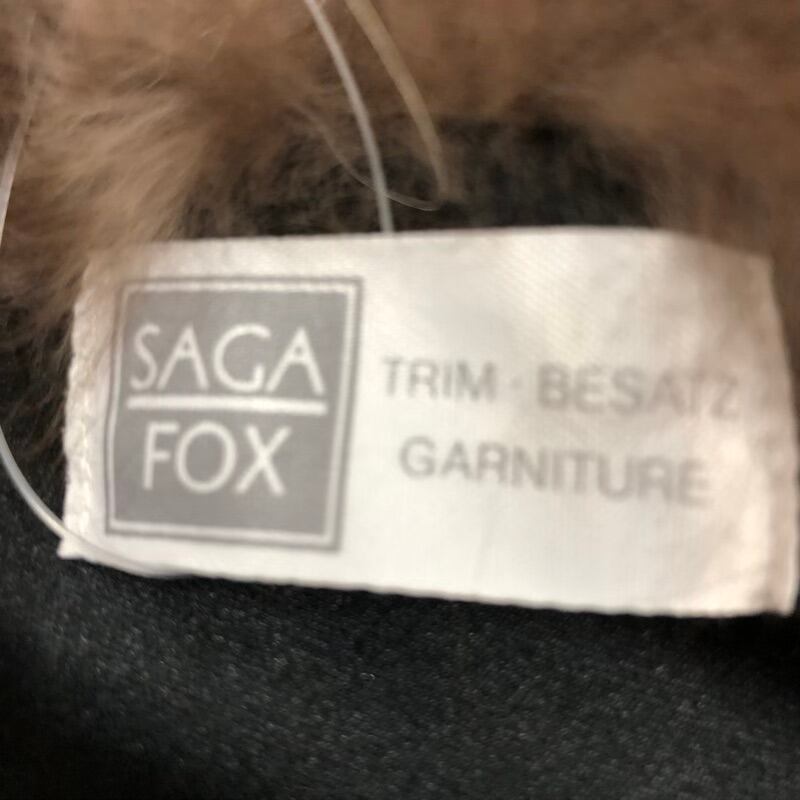 SAGA
FOX
TRIM · BESATZ
GARNITURE